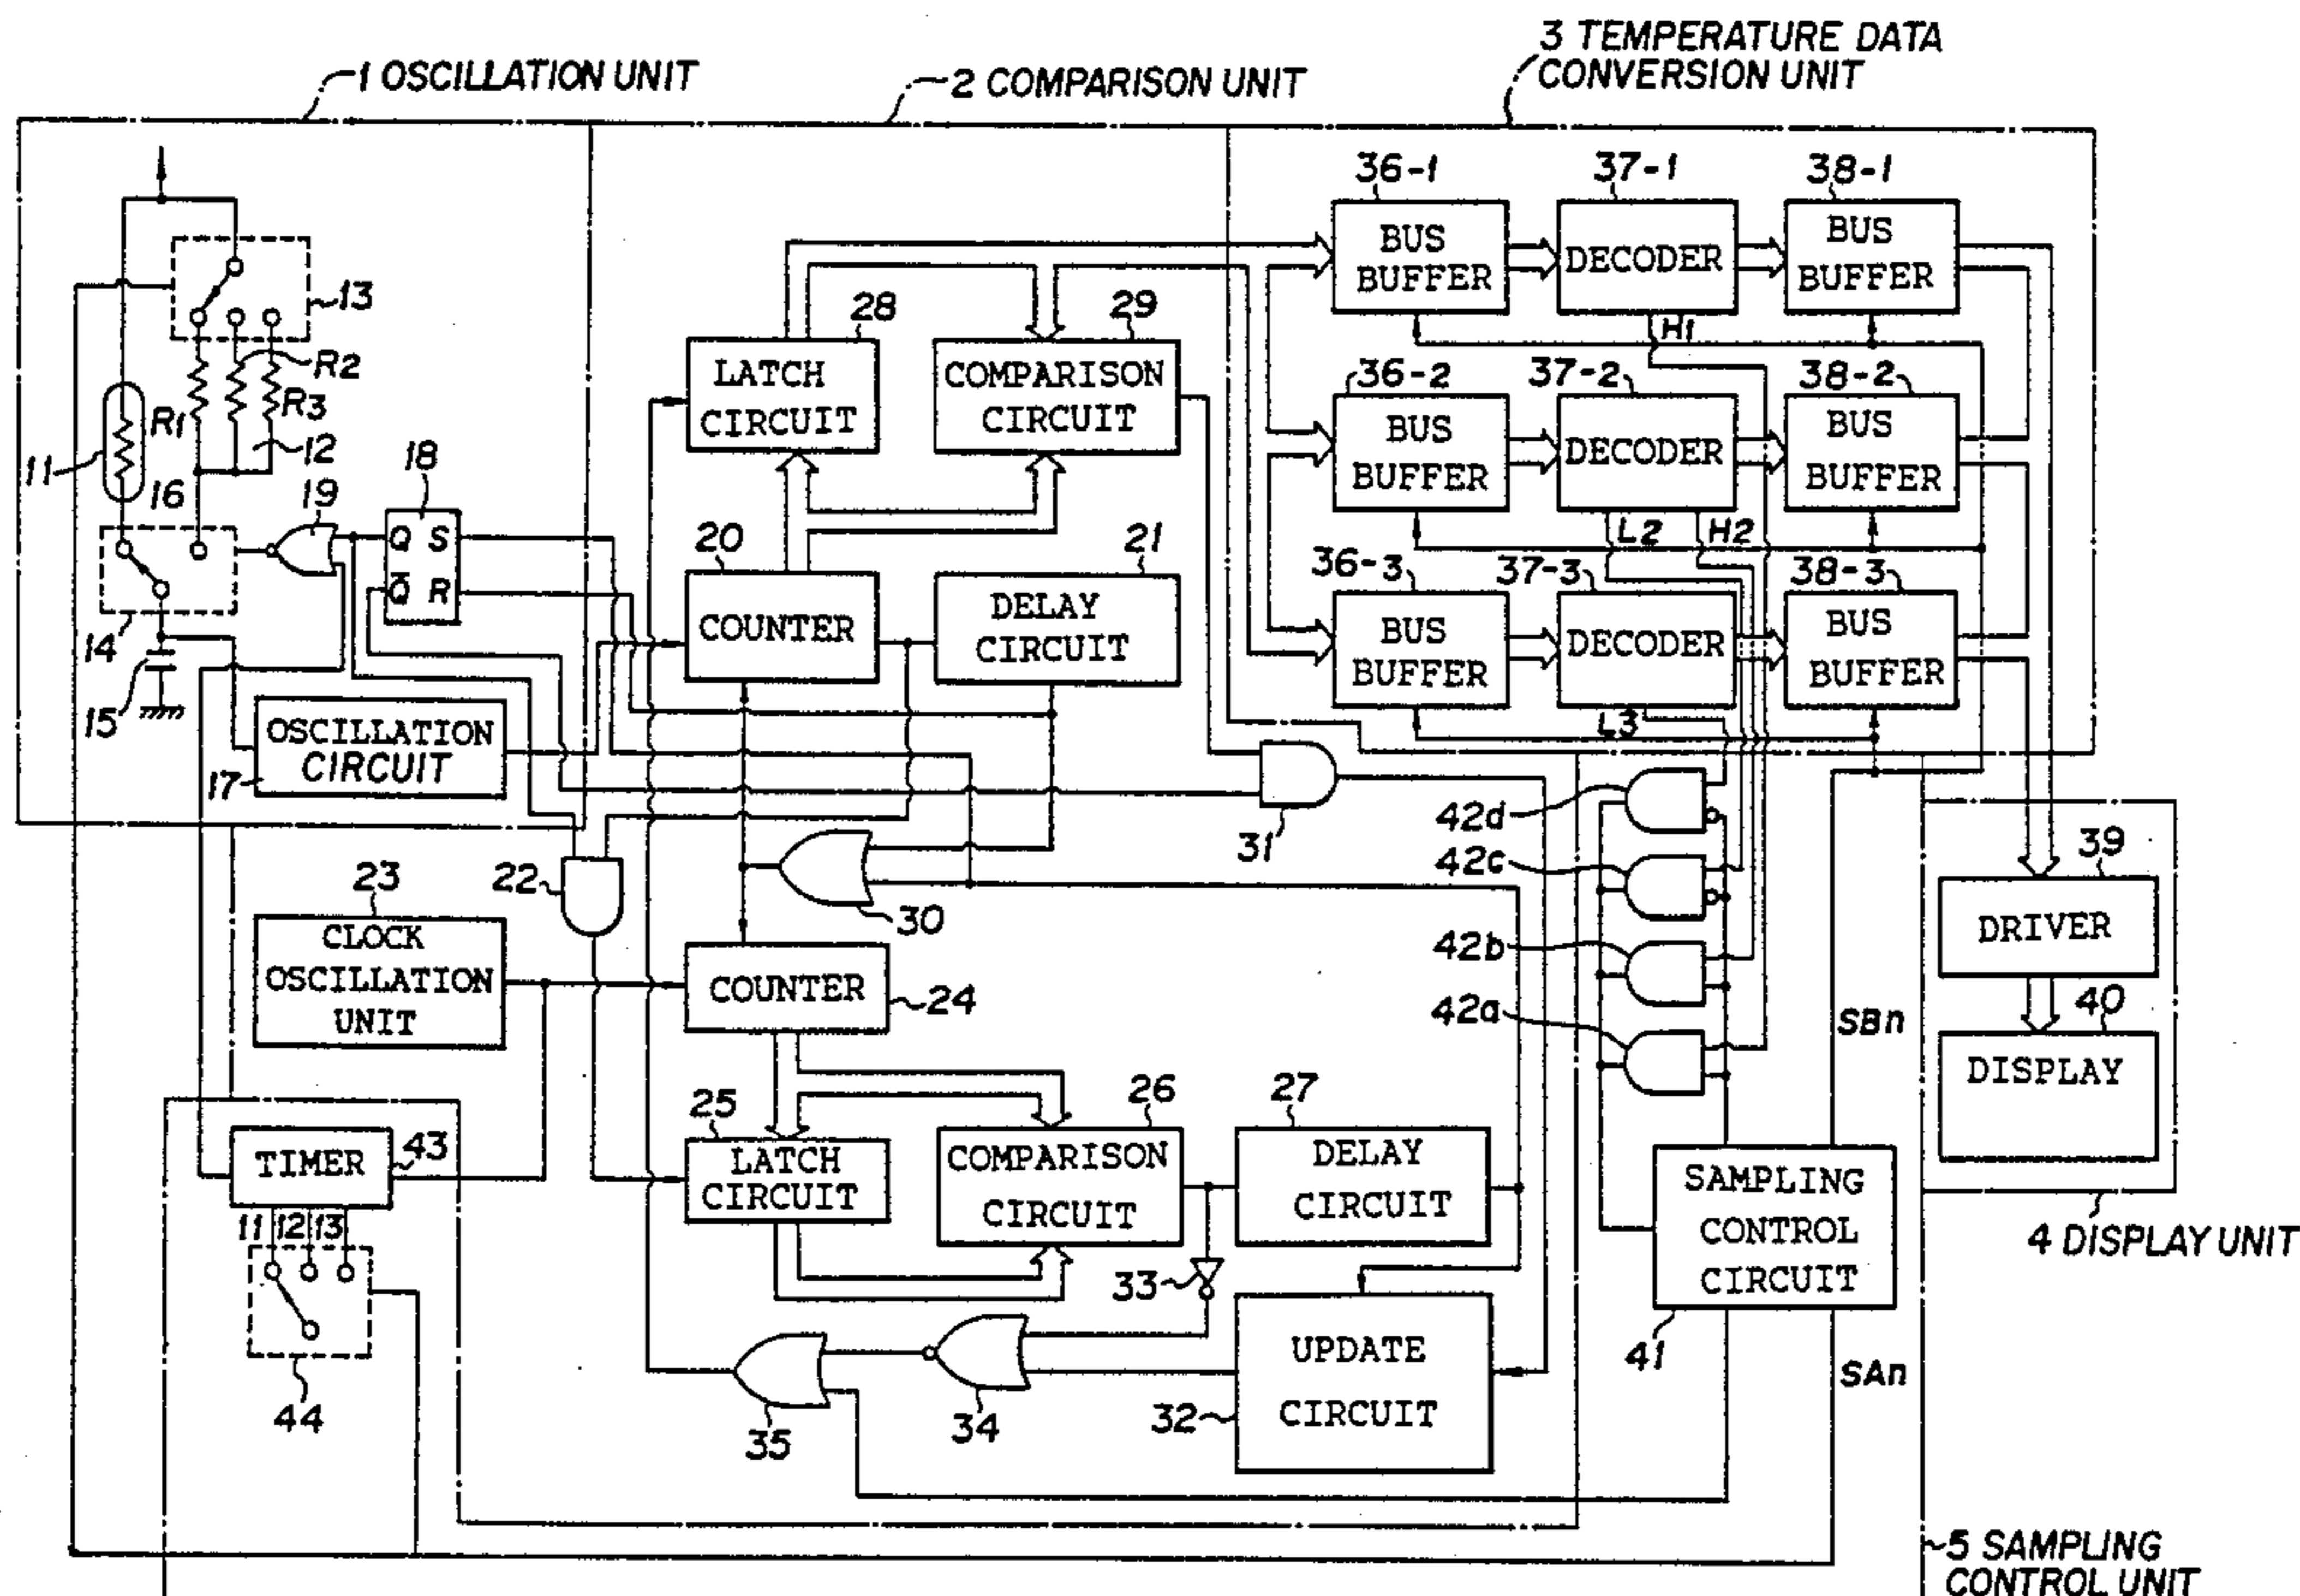 1 OSCILLATION UNIT
2 COMPARISON UNIT
3 TEMPERATURE DATA
CONVERSION UNIT
36-1
37-1
38-1
BUS
BUFFER
DECODER
BUS
BUFFER
13
H1
28
29
LATCH
CIRCUIT
COMPARISON
CIRCUIT
R2
R3
R1
12
11
16
19
18
Q S
Q̅ R
36-2
37-2
38-2
BUS
BUFFER
DECODER
BUS
BUFFER
L2
H2
20
21
COUNTER
DELAY
CIRCUIT
36-3
37-3
38-3
BUS
BUFFER
DECODER
BUS
BUFFER
L3
14
15
OSCILLATION
CIRCUIT
17
31
42d
42c
42b
42a
22
30
23
CLOCK
OSCILLATION
UNIT
COUNTER
24
39
DRIVER
40
DISPLAY
SBn
4 DISPLAY UNIT
25
LATCH
CIRCUIT
26
COMPARISON
CIRCUIT
27
DELAY
CIRCUIT
SAMPLING
CONTROL
CIRCUIT
41
SAn
TIMER
43
11
12
13
44
33
34
35
32
UPDATE
CIRCUIT
5 SAMPLING
CONTROL UNIT